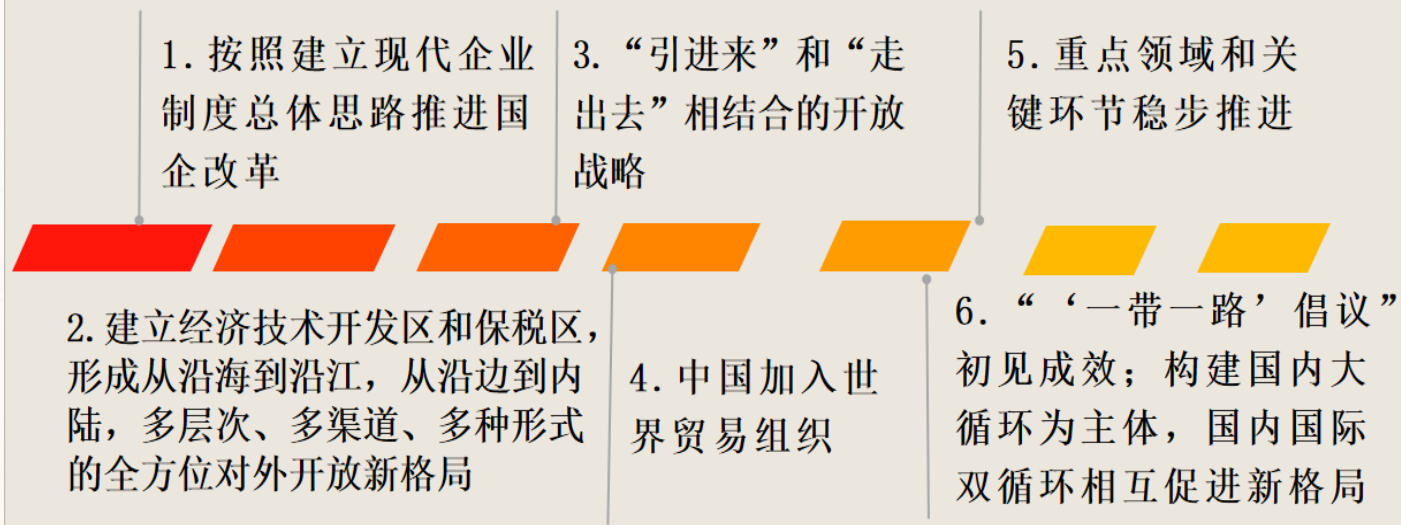 1.按照建立现代企业
制度总体思路推进国
企改革
2.建立经济技术开发区和保税区，
形成从沿海到沿江，从沿边到内
陆，多层次、多渠道、多种形式
的全方位对外开放新格局
3.“引进来”和“走
出去”相结合的开放
战略
4.中国加入世
界贸易组织
5.重点领域和关
键环节稳步推进
6.“‘一带一路’倡议”
初见成效；构建国内大
循环为主体，国内国际
双循环相互促进新格局